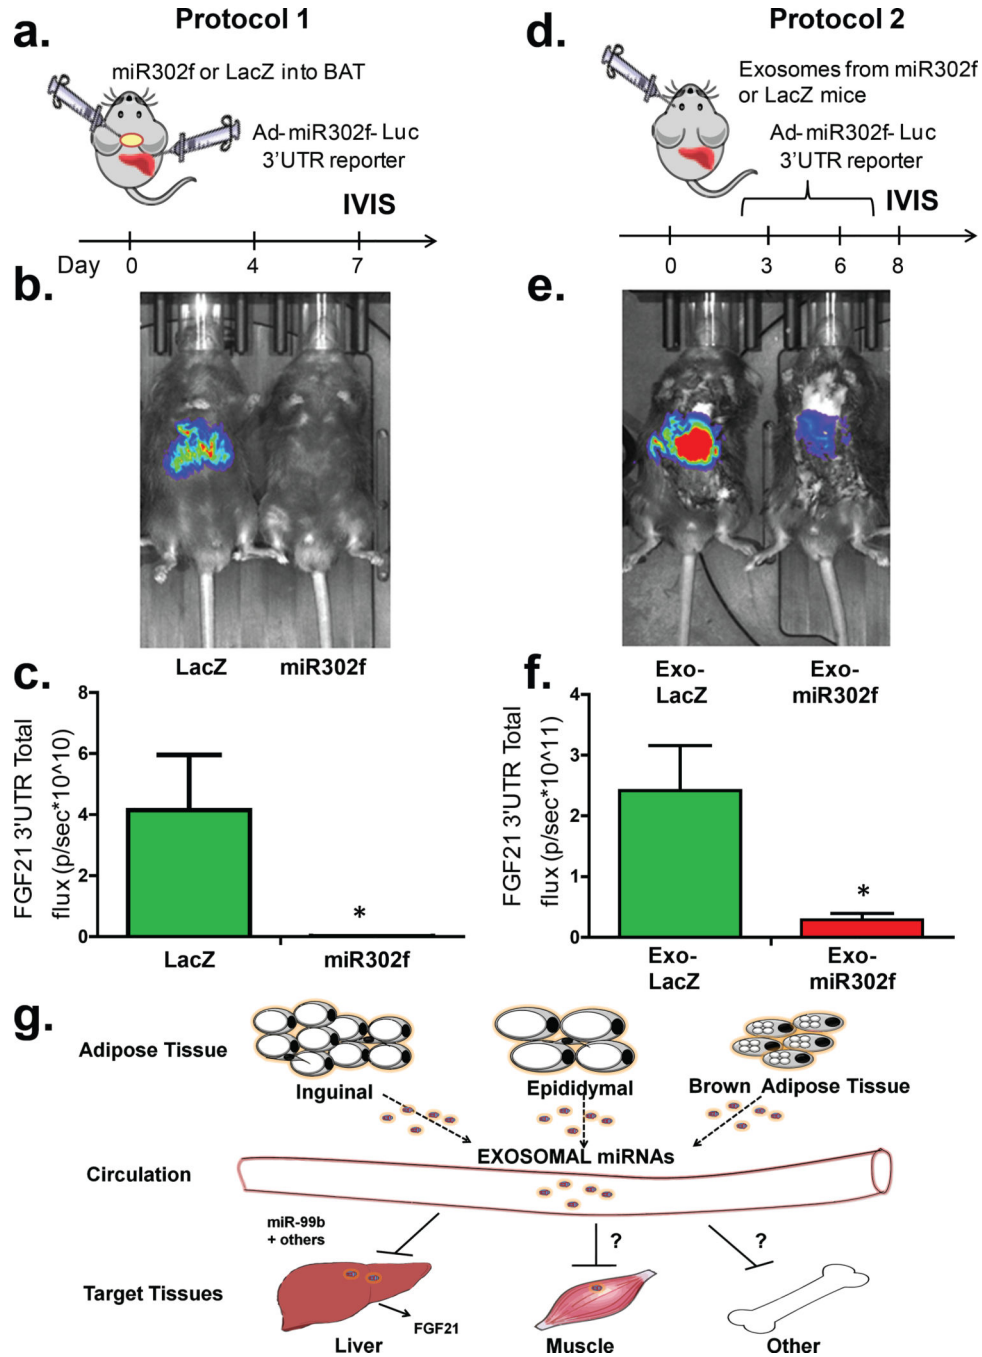 a.
Protocol 1
miR302f or LacZ into BAT
Ad-miR302f-Luc
3'UTR reporter
IVIS
Day 0 4 7
b.
LacZ miR302f
c.
FGF21 3'UTR Total
flux (p/sec*10^10)
8
6
4
2
0
*
LacZ miR302f
d.
Protocol 2
Exosomes from miR302f
or LacZ mice
Ad-miR302f-Luc
3'UTR reporter
IVIS
0 3 6 8
e.
Exo-
LacZ
Exo-
miR302f
f.
FGF21 3'UTR Total
flux (p/sec*10^11)
4
3
2
1
0
*
Exo-
LacZ
Exo-
miR302f
g.
Adipose Tissue
Inguinal
Epididymal
Brown Adipose Tissue
EXOSOMAL miRNAs
Circulation
miR-99b
+ others
?
?
Target Tissues
FGF21
Liver
Muscle
Other